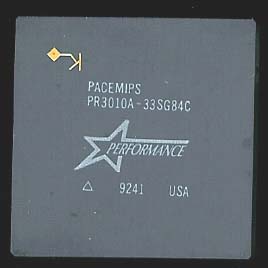 PACEMIPS
PR3010A-33SG84C
PERFORMANCE
△ 9241 USA